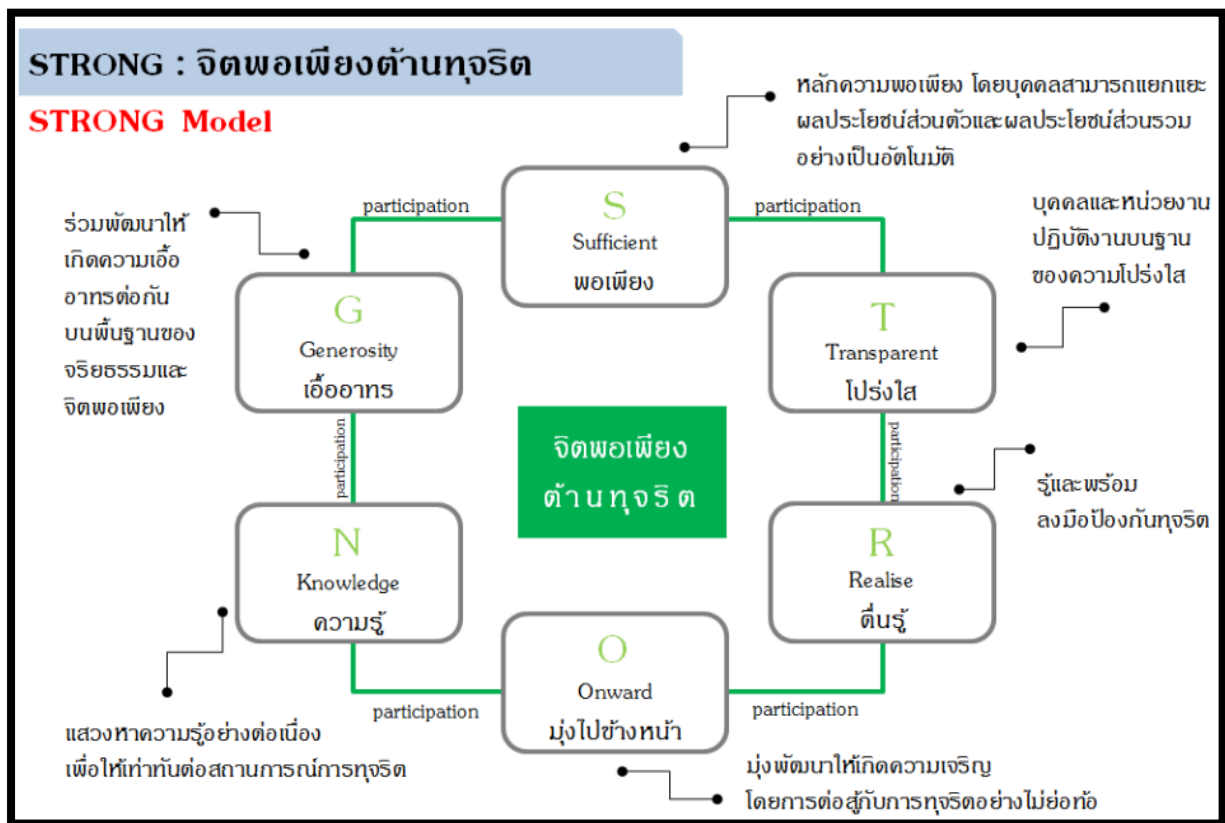 STRONG : จิตพอเพียงต้านทุจริต
STRONG Model
หลักความพอเพียง โดยบุคคลสามารถแยกแยะ
ผลประโยชน์ส่วนตัวและผลประโยชน์ส่วนรวม
อย่างเป็นอัตโนมัติ
participation
S
Sufficient
พอเพียง
participation
บุคคลและหน่วยงาน
ปฏิบัติงานบนฐาน
ของความโปร่งใส
ร่วมพัฒนาให้
เกิดความเอื้อ
อาทรต่อกัน
บนพื้นฐานของ
จริยธรรมและ
จิตพอเพียง
G
Generosity
เอื้ออาทร
T
Transparent
โปร่งใส
participation
จิตพอเพียง
ต้านทุจริต
participation
รู้และพร้อม
ลงมือป้องกันทุจริต
N
Knowledge
ความรู้
R
Realise
ตื่นรู้
participation
O
Onward
มุ่งไปข้างหน้า
participation
แสวงหาความรู้อย่างต่อเนื่อง
เพื่อให้เท่าทันต่อสถานการณ์การทุจริต
มุ่งพัฒนาให้เกิดความเจริญ
โดยการต่อสู้กับการทุจริตอย่างไม่ย่อท้อ